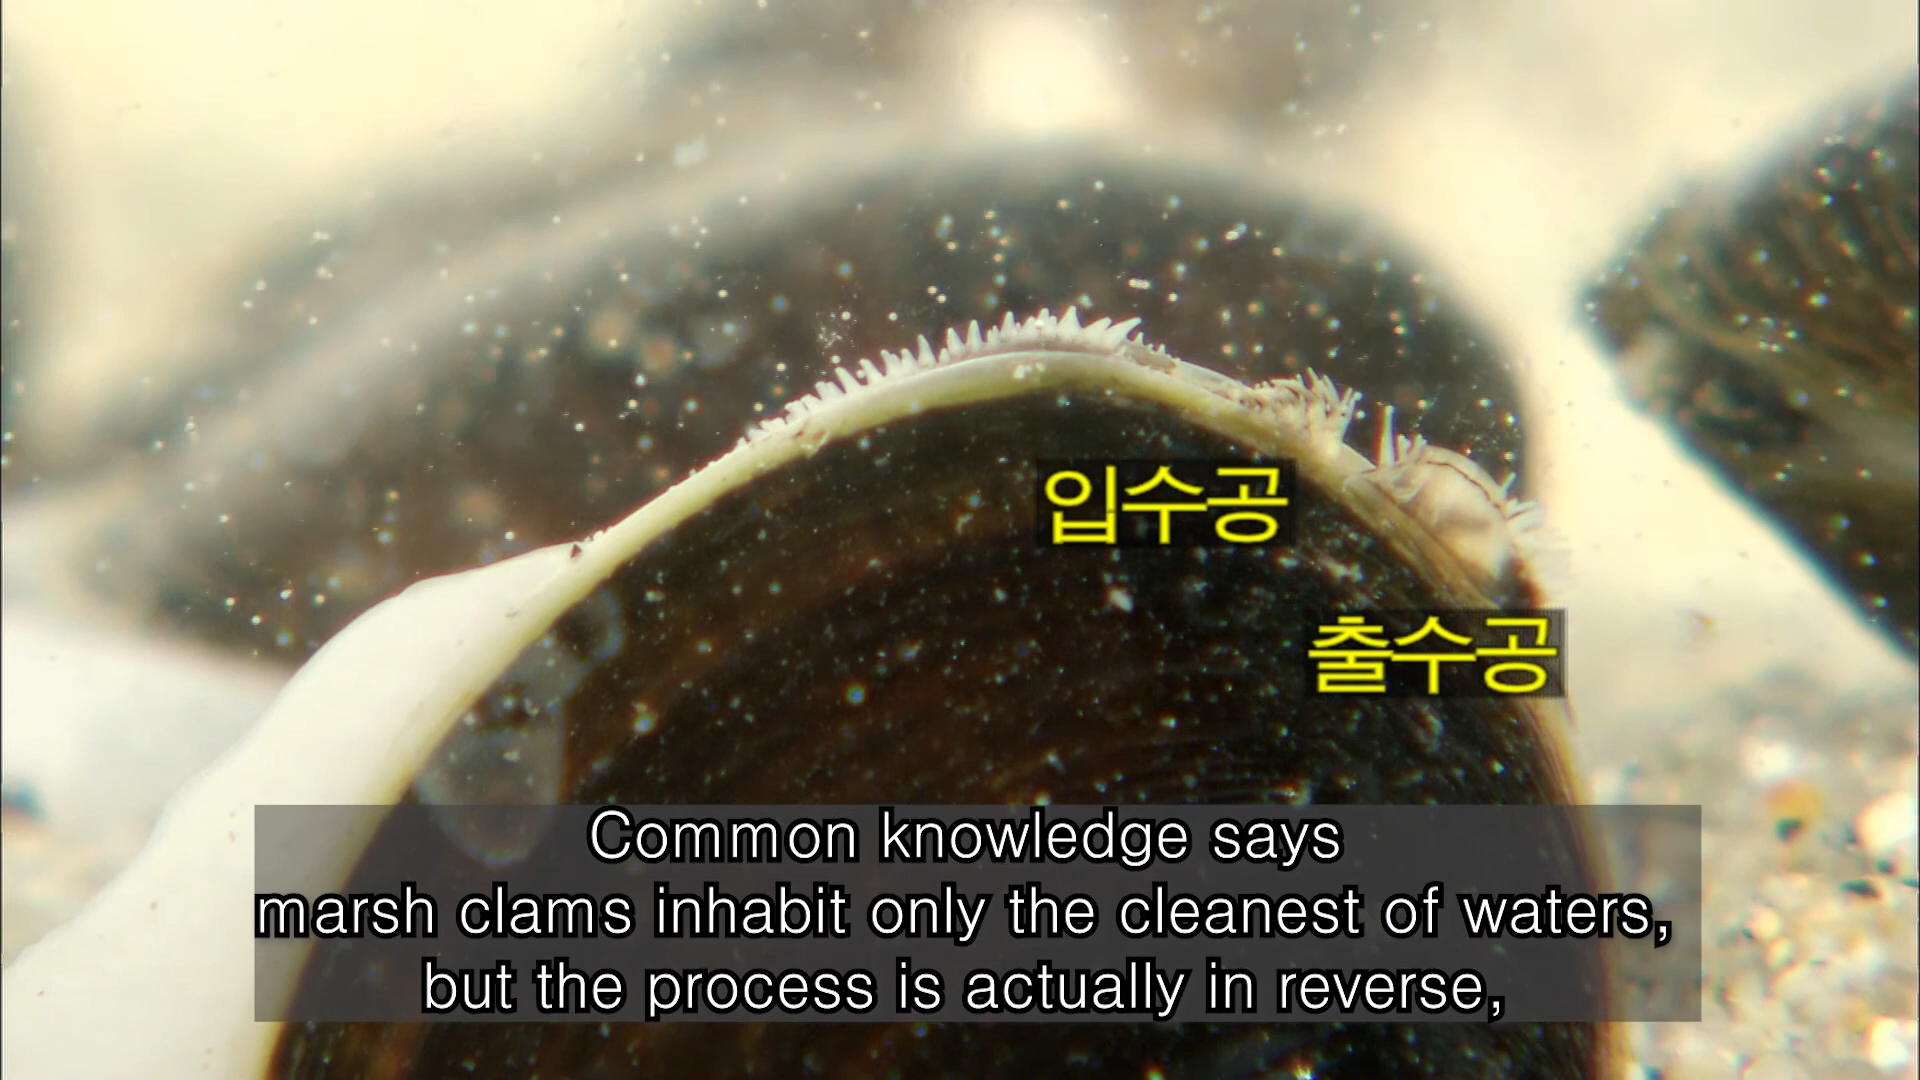 입수공
출수공
Common knowledge says
marsh clams inhabit only the cleanest of waters,
but the process is actually in reverse,